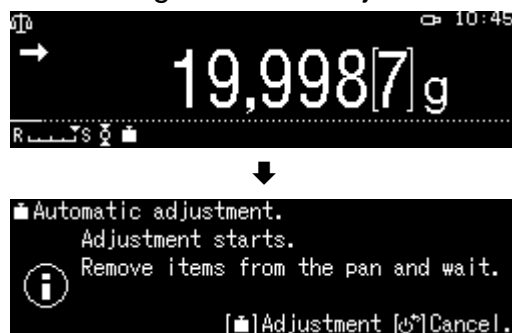 10:45
19,998[7]g
R S
Automatic adjustment.
Adjustment starts.
Remove items from the pan and wait.
[]Adjustment []Cancel.